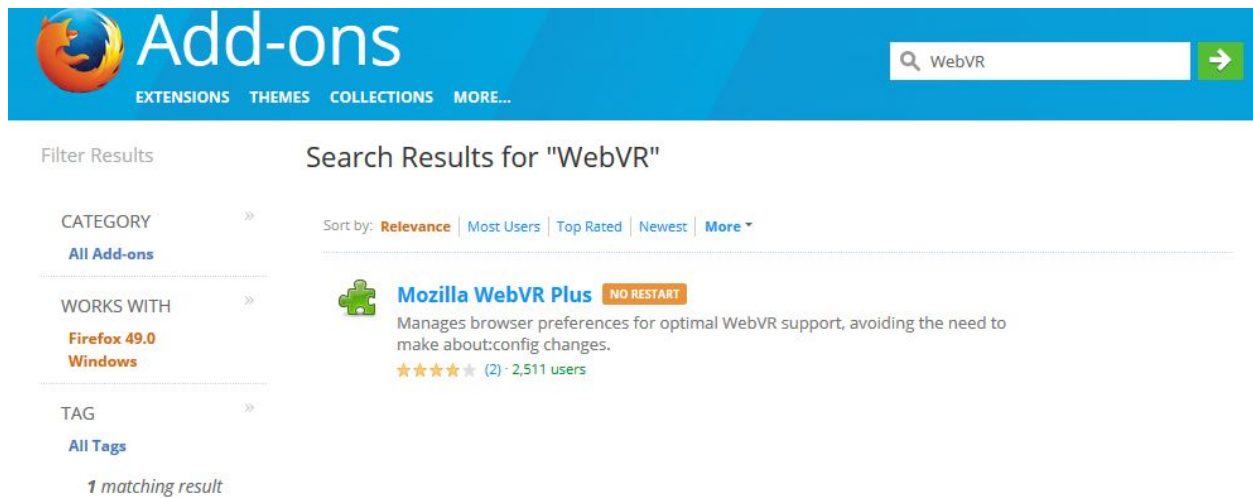 Add-ons
WebVR
EXTENSIONS THEMES COLLECTIONS MORE...
Filter Results
Search Results for "WebVR"
CATEGORY »
All Add-ons
Sort by: Relevance | Most Users | Top Rated | Newest | More
WORKS WITH »
Firefox 49.0
Windows
Mozilla WebVR Plus NO RESTART
Manages browser preferences for optimal WebVR support, avoiding the need to
make about:config changes.
(2) · 2,511 users
TAG »
All Tags
1 matching result